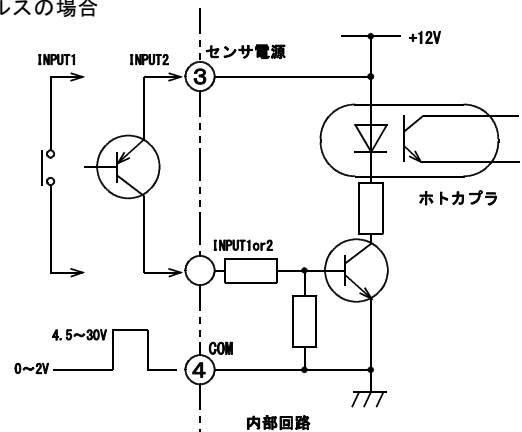 ルスの場合
INPUT1
INPUT2
センサ電源
3
+12V
ホトカプラ
INPUT1or2
4.5～30V
0～2V
COM
4
内部回路